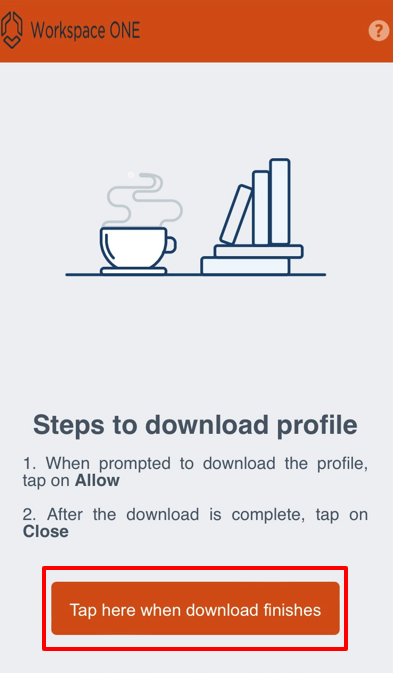 Workspace ONE
?
Steps to download profile
1. When prompted to download the profile,
tap on Allow
2. After the download is complete, tap on
Close
Tap here when download finishes